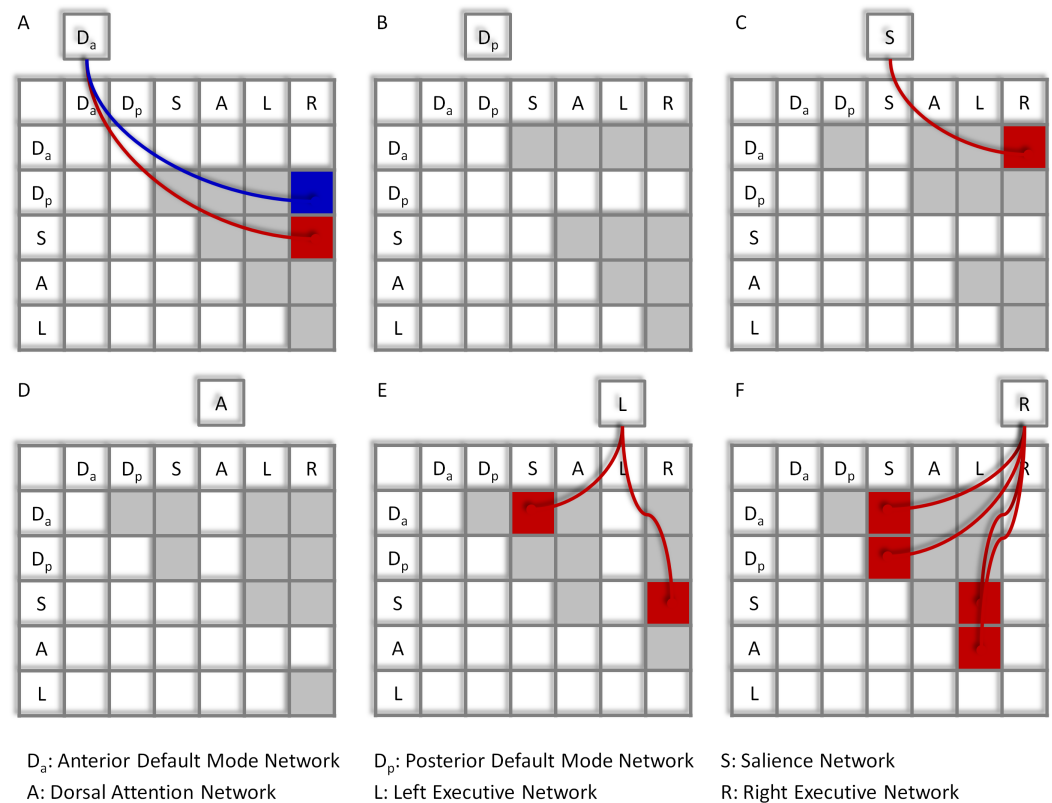 A B C
Da Dp S
Da Dp S A L R Da Dp S A L R Da Dp S A L R
Da Da Da
Dp Dp Dp
S S S
A A A
L L L
D E F
A L R
Da Dp S A L R Da Dp S A L R Da Dp S A L R
Da Da Da
Dp Dp Dp
S S S
A A A
L L L
Da: Anterior Default Mode Network Dp: Posterior Default Mode Network S: Salience Network
A: Dorsal Attention Network L: Left Executive Network R: Right Executive Network